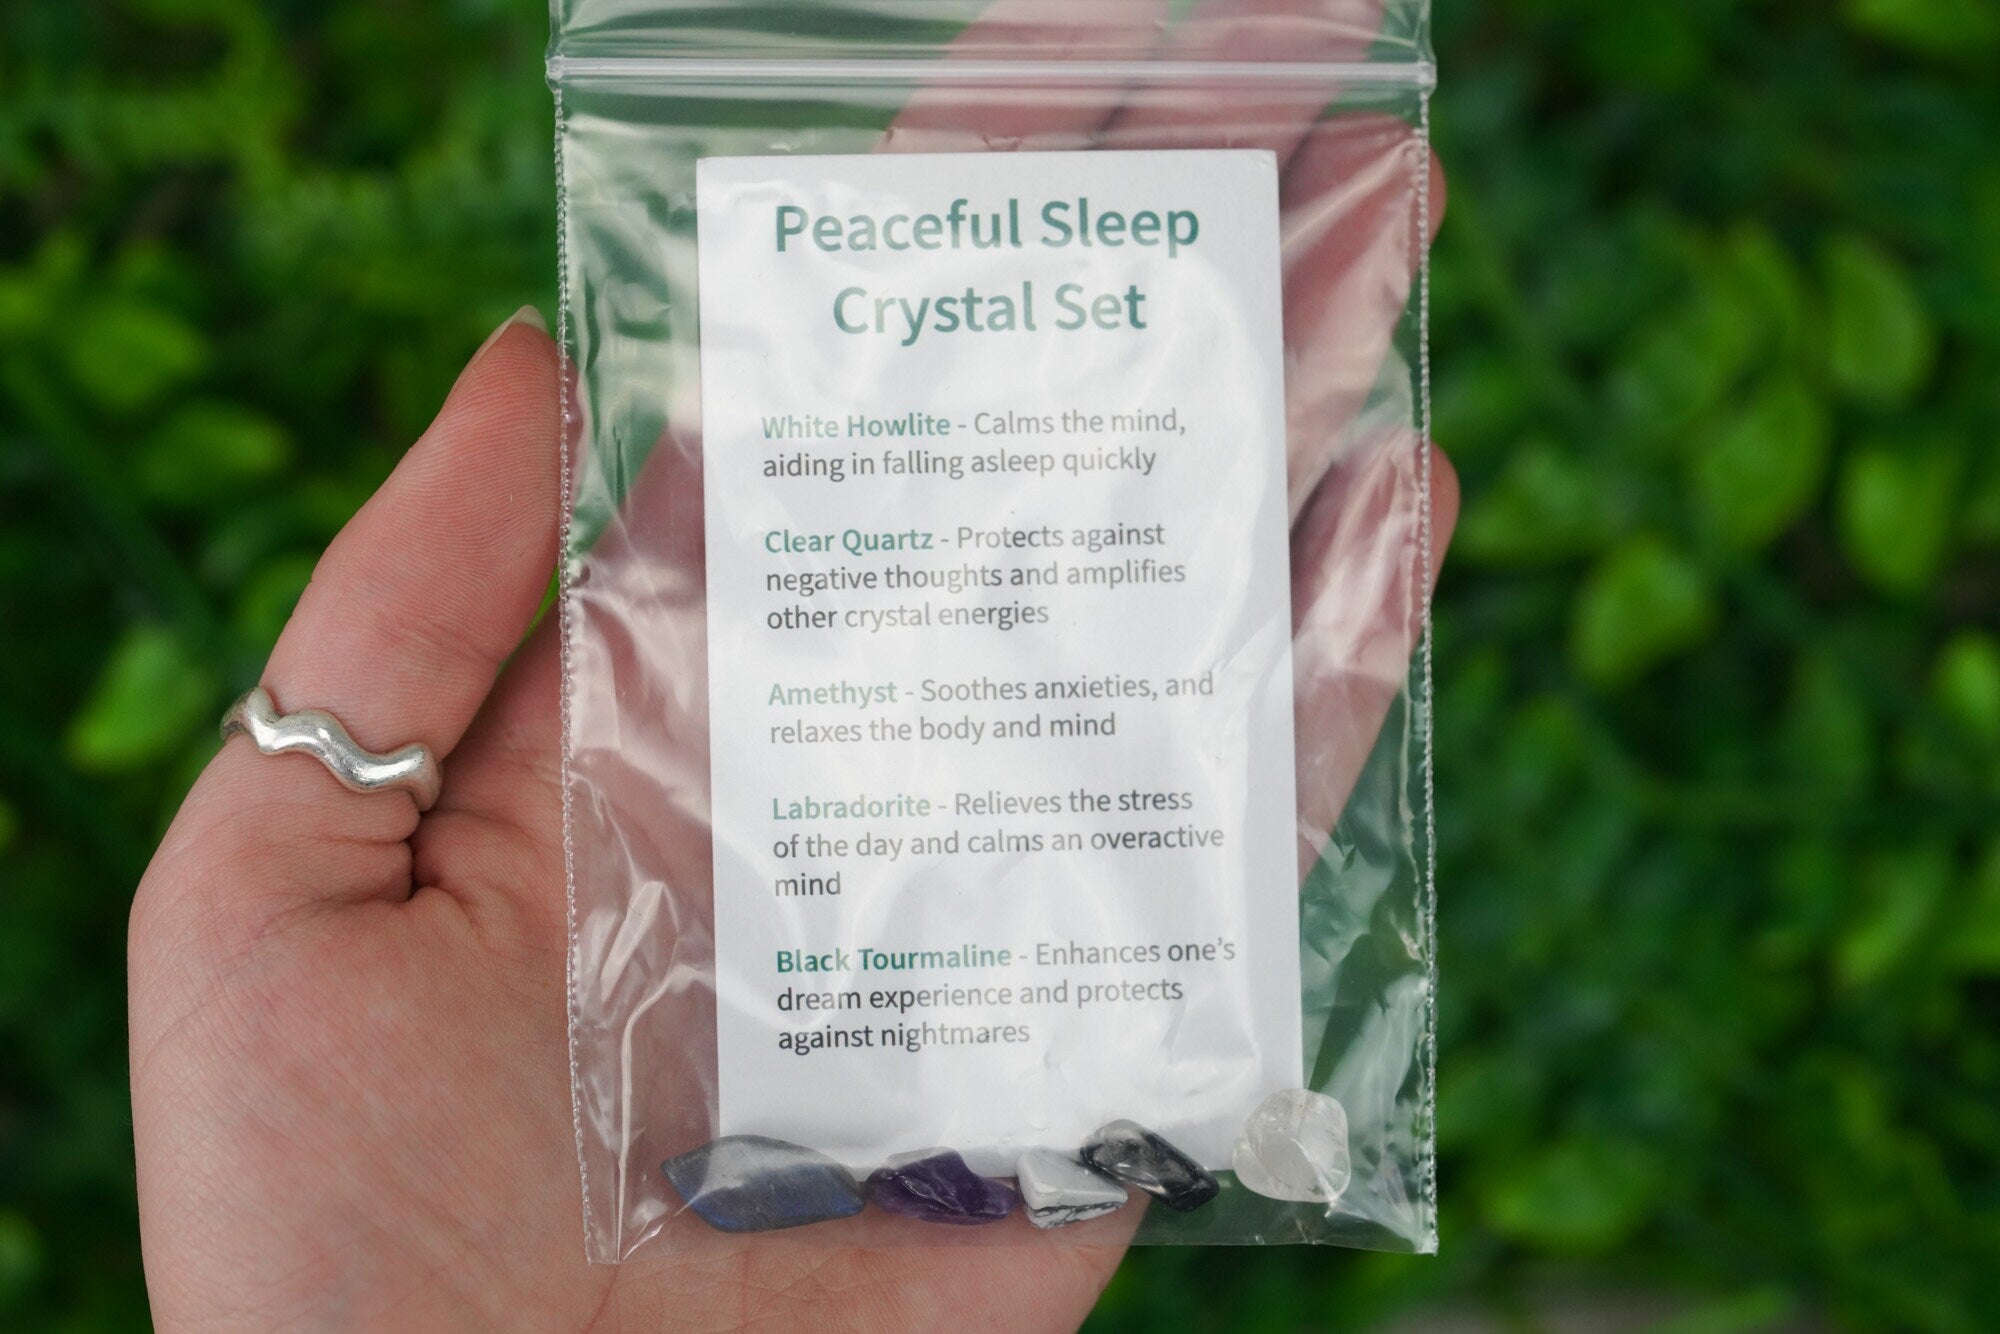 Peaceful Sleep
Crystal Set
White Howlite - Calms the mind,
aiding in falling asleep quickly
Clear Quartz - Protects against
negative thoughts and amplifies
other crystal energies
Amethyst - Soothes anxieties, and
relaxes the body and mind
Labradorite - Relieves the stress
of the day and calms an overactive
mind
Black Tourmaline - Enhances one’s
dream experience and protects
against nightmares